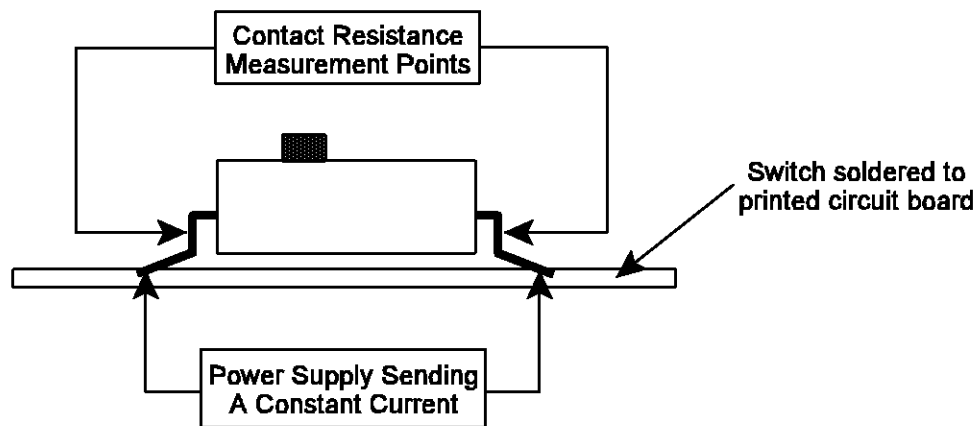 Contact Resistance
Measurement Points
Switch soldered to
printed circuit board
Power Supply Sending
A Constant Current